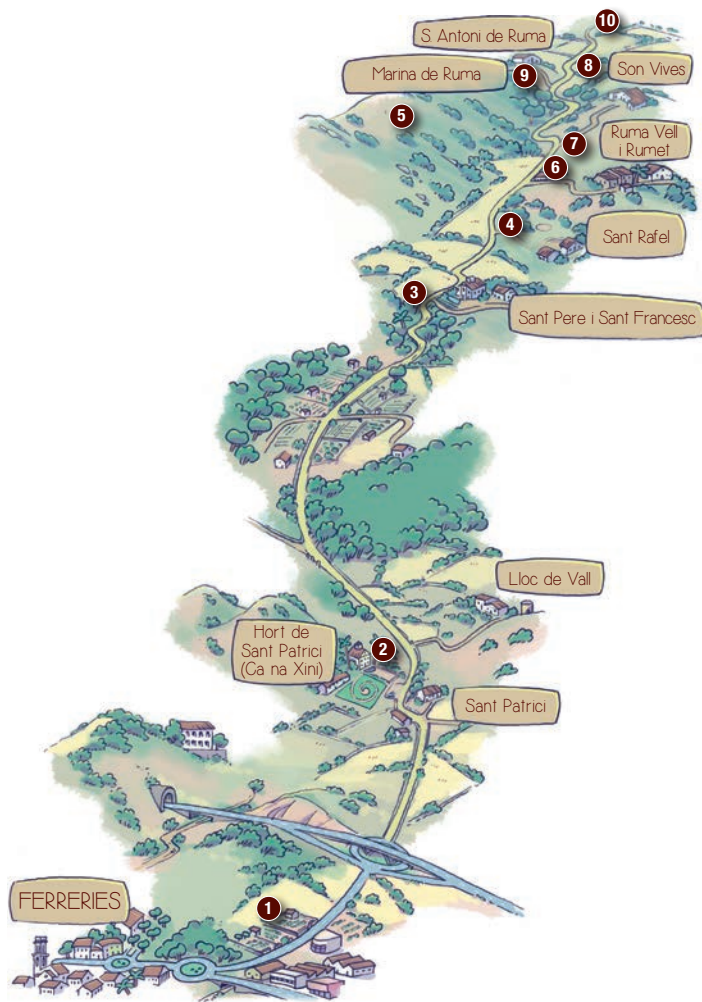 10
S. Antoni de Ruma
8
Son Vives
Marina de Ruma
9
5
7
Ruma Vell
i Rumet
6
4
Sant Rafel
3
Sant Pere i Sant Francesc
Lloc de Vall
Hort de
Sant Patrici
(Ca na Xini)
2
Sant Patrici
FERRERIES
1